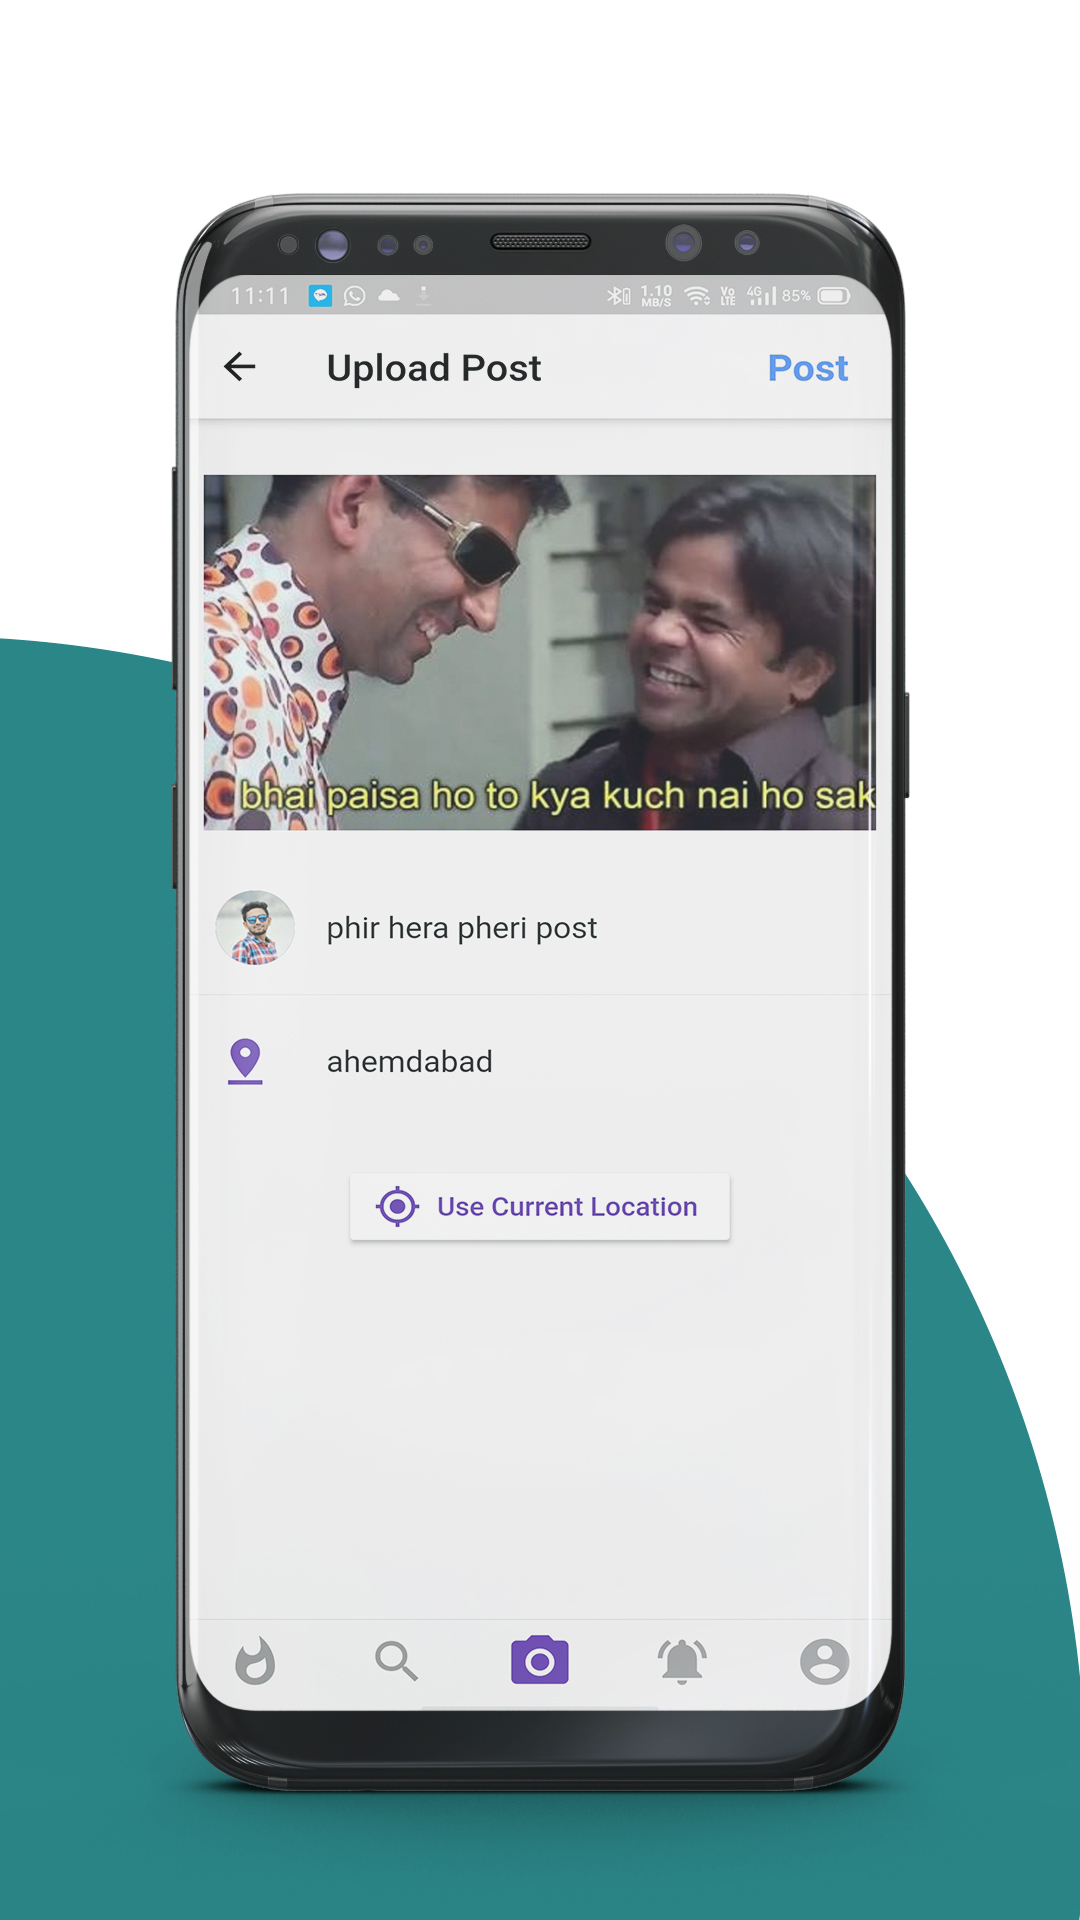 11:11
1.10
MB/S
Vo
LTE
4G
85%
Upload Post
Post
bhai paisa ho to kya kuch nai ho sak
phir hera pheri post
ahemdabad
Use Current Location